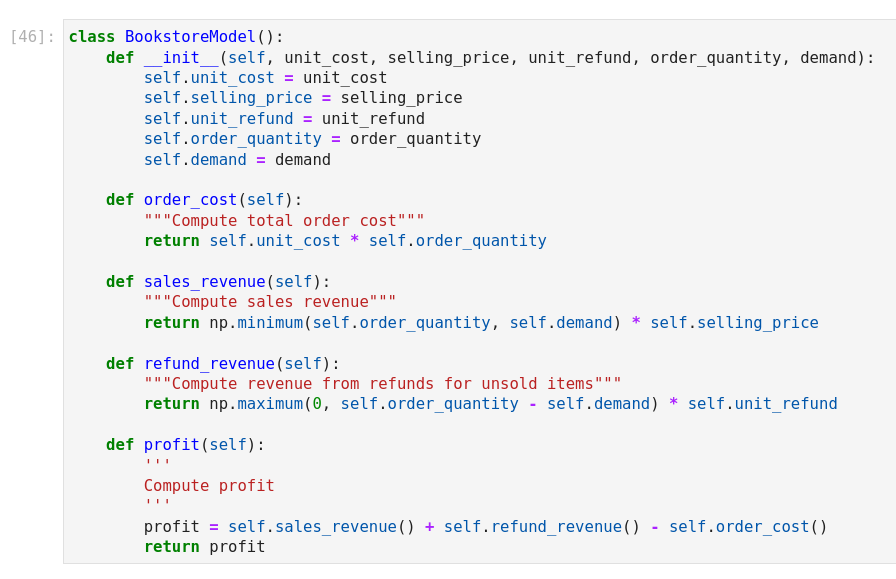 [46]: class BookstoreModel():
    def __init__(self, unit_cost, selling_price, unit_refund, order_quantity, demand):
        self.unit_cost = unit_cost
        self.selling_price = selling_price
        self.unit_refund = unit_refund
        self.order_quantity = order_quantity
        self.demand = demand

    def order_cost(self):
        """Compute total order cost"""
        return self.unit_cost * self.order_quantity

    def sales_revenue(self):
        """Compute sales revenue"""
        return np.minimum(self.order_quantity, self.demand) * self.selling_price

    def refund_revenue(self):
        """Compute revenue from refunds for unsold items"""
        return np.maximum(0, self.order_quantity - self.demand) * self.unit_refund

    def profit(self):
        '''
        Compute profit
        '''
        profit = self.sales_revenue() + self.refund_revenue() - self.order_cost()
        return profit